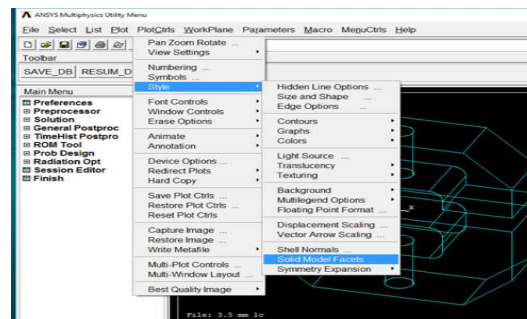 ANSYS Multiphysics Utility Menu
File Select List Plot PlotCtrls WorkPlane Parameters Macro MenuCtrls Help
Toolbar
SAVE_DB RESUM_D
Main Menu
Preferences
Preprocessor
Solution
General Postproc
TimeHist Postpro
ROM Tool
Prob Design
Radiation Opt
Session Editor
Finish
Pan Zoom Rotate ...
View Settings
Numbering ...
Symbols ...
Style
Font Controls
Window Controls
Erase Options
Animate
Annotation
Device Options ...
Redirect Plots
Hard Copy
Save Plot Ctrls ...
Restore Plot Ctrls ...
Reset Plot Ctrls
Capture Image ...
Restore Image ...
Write Metafile
Multi-Plot Controls ...
Multi-Window Layout ...
Best Quality Image
Hidden Line Options ...
Size and Shape ...
Edge Options ...
Contours
Graphs
Colors
Light Source ...
Translucency
Texturing
Background
Multilegend Options
Floating Point Format ...
Displacement Scaling ...
Vector Arrow Scaling ...
Shell Normals ...
Solid Model Facets
Symmetry Expansion
X
File: 3.5 mm lc